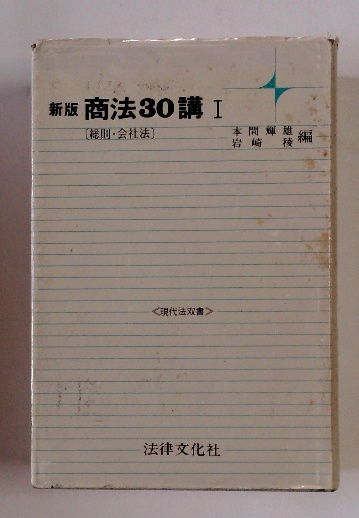 新版 商法30講 I
〔総則・会社法〕
本間輝雄
岩崎稜
編
〈現代法双書〉
法律文化社